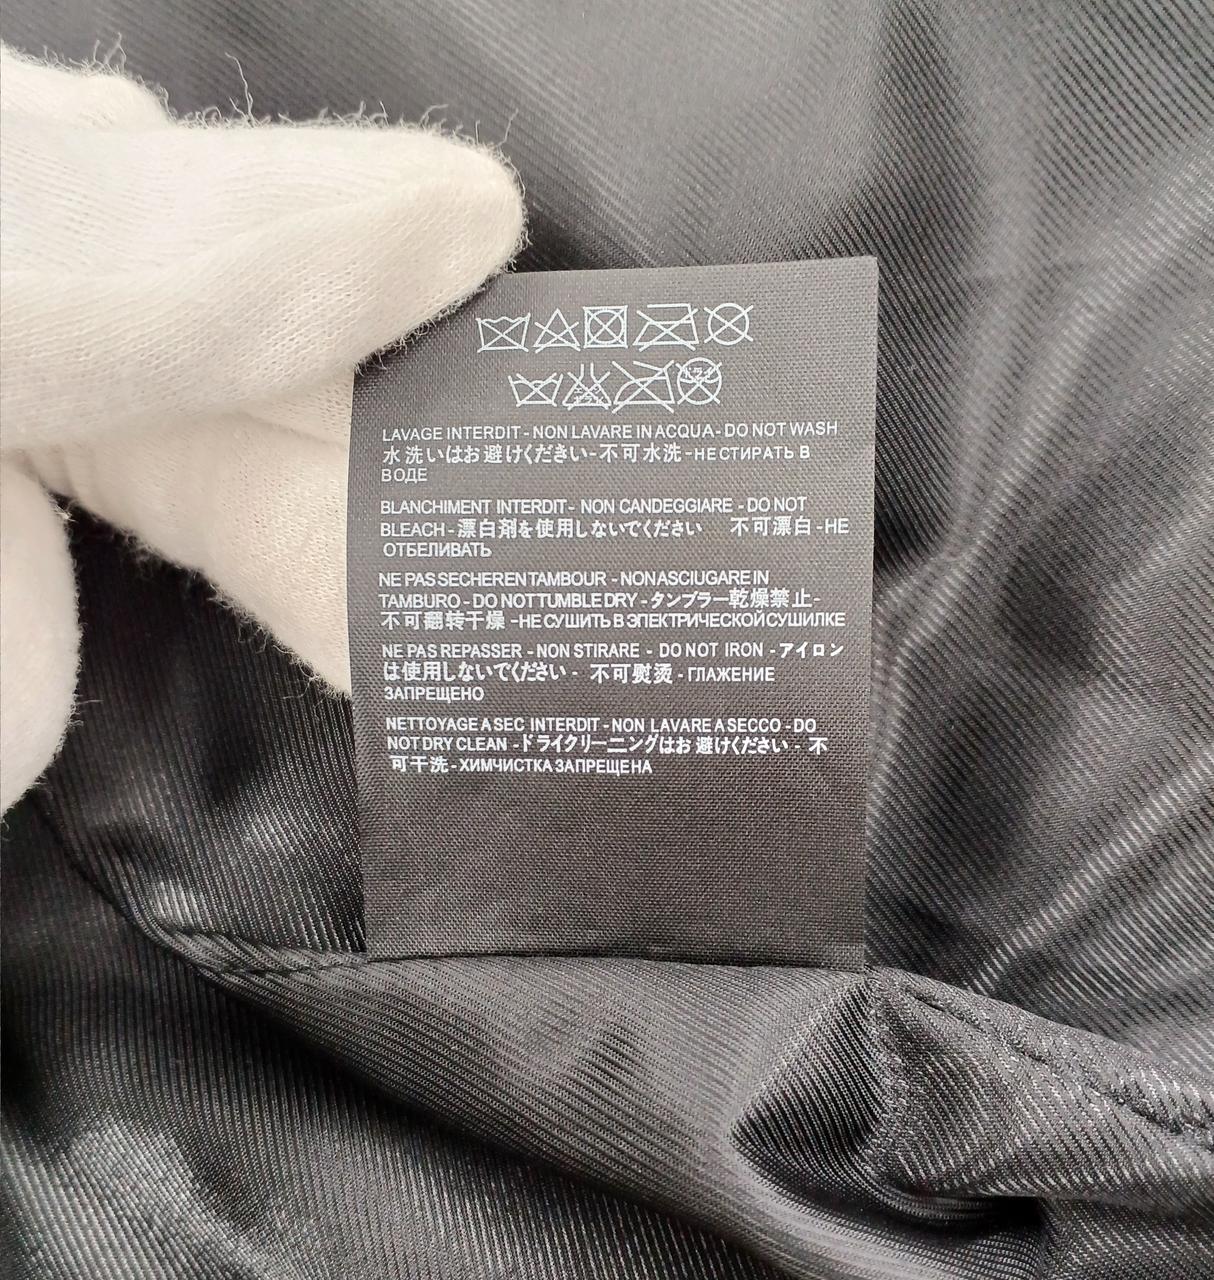 LAVAGE INTERDIT - NON LAVARE IN ACQUA - DO NOT WASH
水洗いはお避けくださきい - 不可水洗 - НЕ СТИРАТЬ В
ВОДЕ
BLANCHIMENT INTERDIT - NON CANDEGGIARE - DO NOT
BLEACH - 漂白剤を使用しないでください 不可漂白 - НЕ
ОТБЕЛИВАТЬ
NE PAS SECHER EN TAMBOUR - NON ASCIUGARE IN
TAMBURO - DO NOT TUMBLE DRY - タンブラー乾燥禁止 -
不可翻转干燥 - НЕ СУШИТЬ В ЭЛЕКТРИЧЕСКОЙ СУШИЛКЕ
NE PAS REPASSER - NON STIRARE - DO NOT IRON - アイロン
は使用しないでください - 不可熨烫 - ГЛАЖЕНИЕ
ЗАПРЕЩЕНО
NETTOYAGE A SEC INTERDIT - NON LAVARE A SECCO - DO
NOT DRY CLEAN - ドライクリーニングはお避けください - 不
可干洗 - ХИМЧИСТКА ЗАПРЕЩЕНА